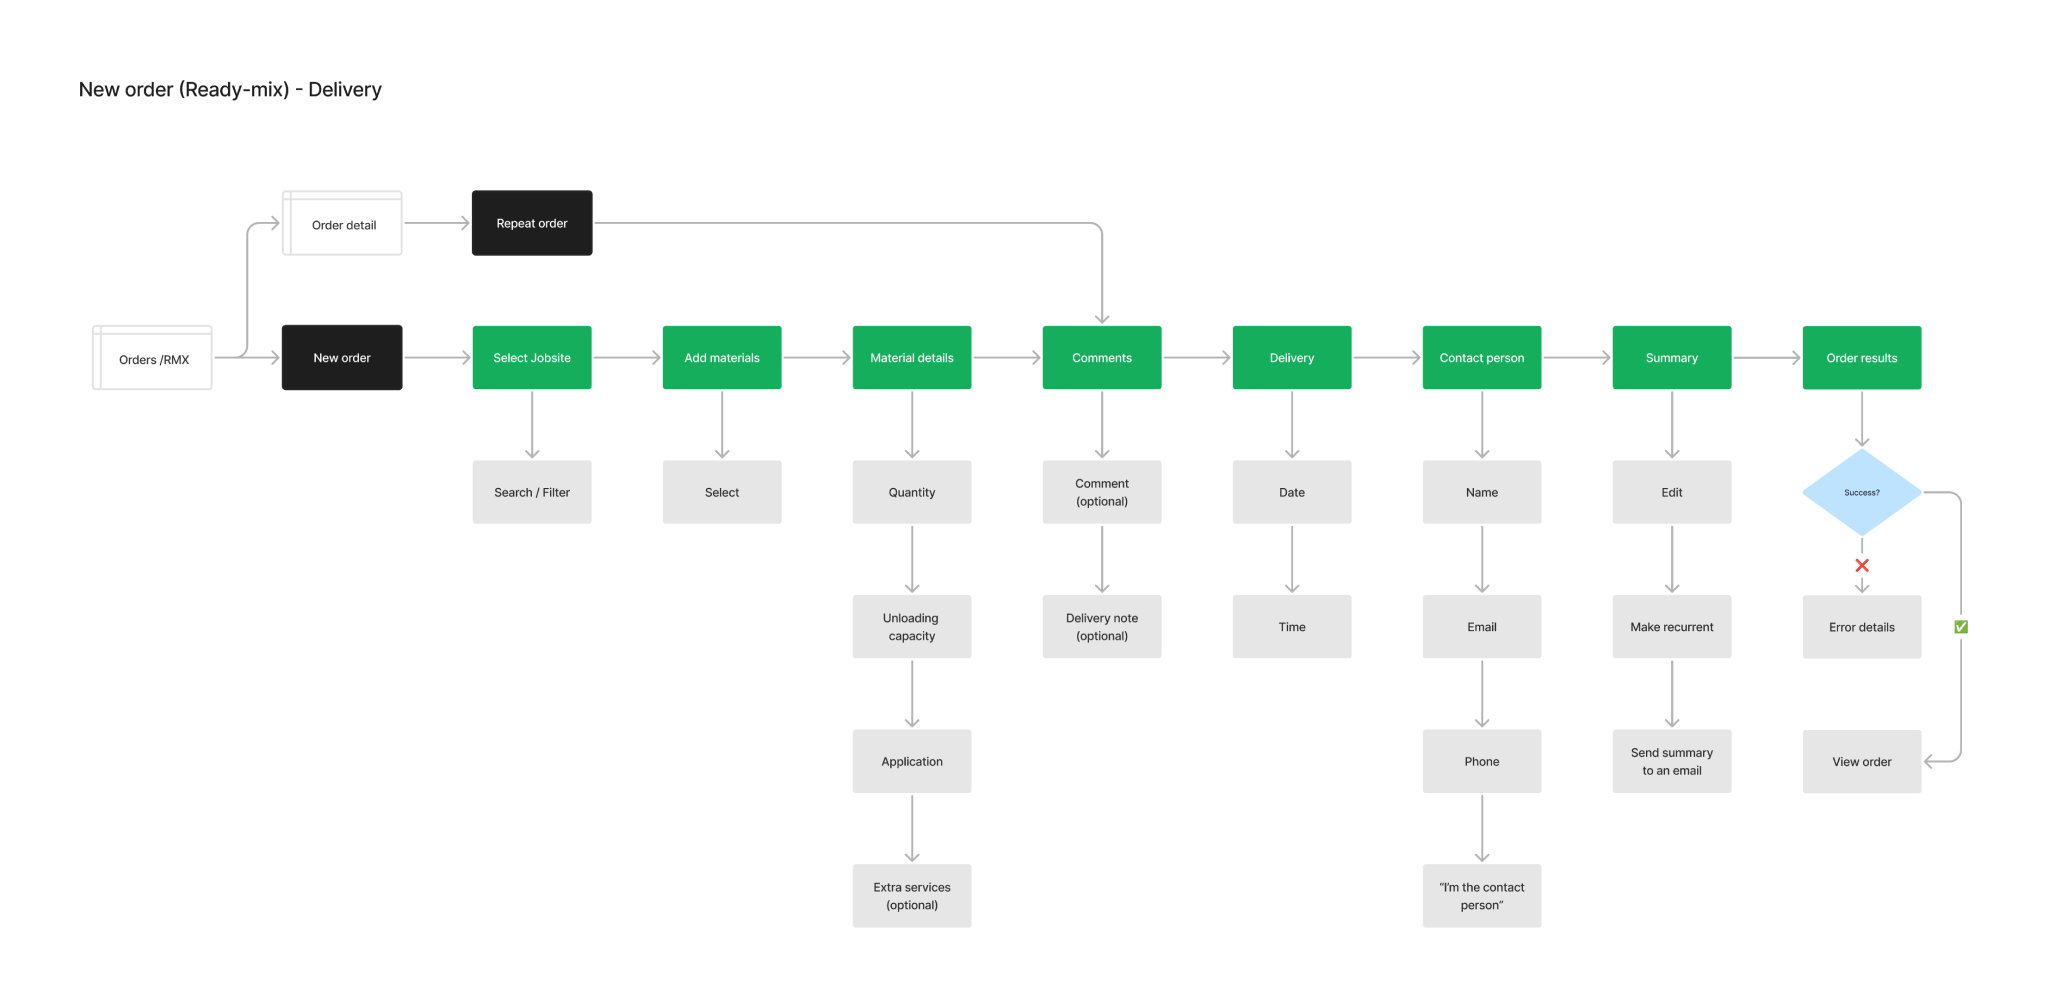 New order (Ready-mix) - Delivery
Order detail
Repeat order
Orders /RMX
New order
Select Jobsite
Add materials
Material details
Comments
Delivery
Contact person
Summary
Order results
Search / Filter
Select
Quantity
Comment
(optional)
Date
Name
Edit
Success?
Unloading
capacity
Delivery note
(optional)
Time
Email
Make recurrent
Error details
Application
Phone
Send summary
to an email
View order
Extra services
(optional)
“I’m the contact
person”